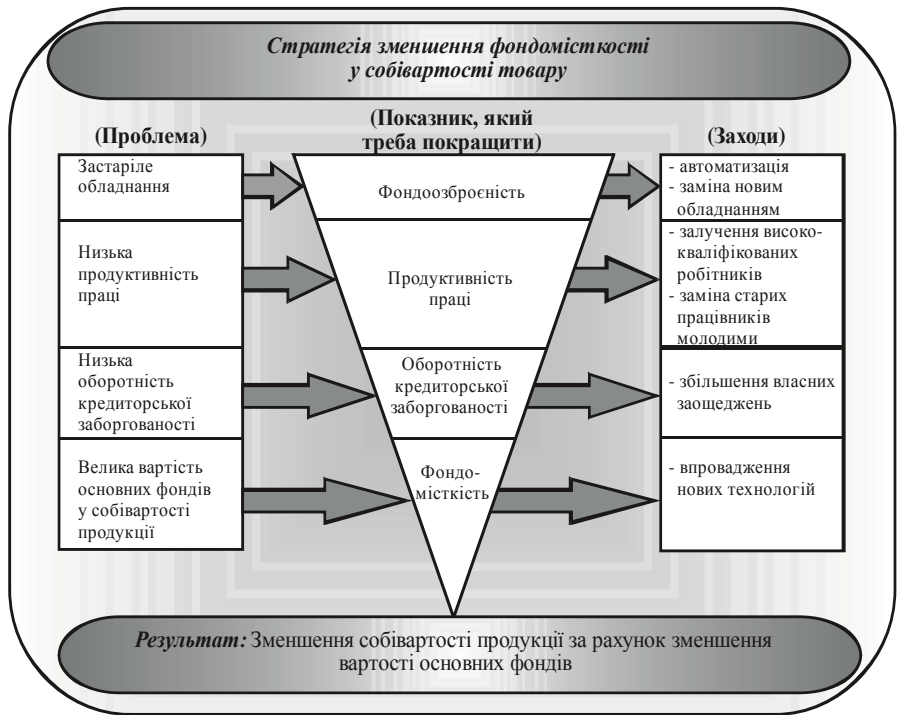 Стратегія зменшення фондомісткості
у собівартості товару
(Проблема)
(Показник, який
треба покращити)
(Заходи)
Застаріле
обладнання
Фондоозброєність
- автоматизація
- заміна новим
обладнанням
Низька
продуктивність
праці
Продуктивність
праці
- залучення високо-
кваліфікованих
робітників
- заміна старих
працівників
молодими
Низька
оборотність
кредиторської
заборгованості
Оборотність
кредиторської
заборгованості
- збільшення власних
заощеджень
Велика вартість
основних фондів
у собівартості
продукції
Фондо-
місткість
- впровадження
нових технологій
Результат: Зменшення собівартості продукції за рахунок зменшення
вартості основних фондів